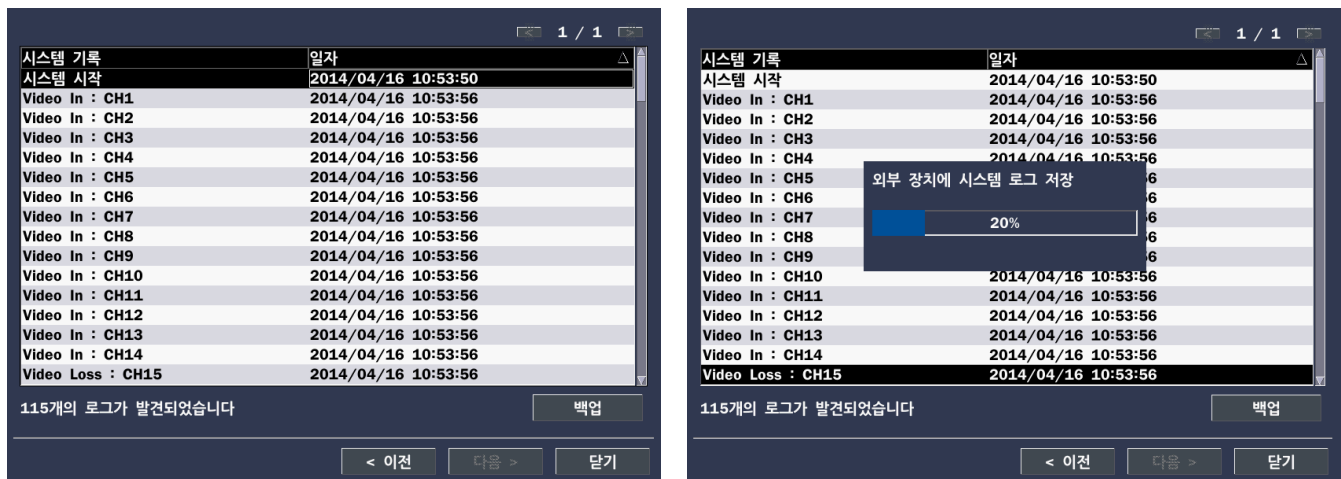 < 1 / 1 >
시스템 기록 일자 △
시스템 시작 2014/04/16 10:53:50
Video In : CH1 2014/04/16 10:53:56
Video In : CH2 2014/04/16 10:53:56
Video In : CH3 2014/04/16 10:53:56
Video In : CH4 2014/04/16 10:53:56
Video In : CH5 2014/04/16 10:53:56
Video In : CH6 2014/04/16 10:53:56
Video In : CH7 2014/04/16 10:53:56
Video In : CH8 2014/04/16 10:53:56
Video In : CH9 2014/04/16 10:53:56
Video In : CH10 2014/04/16 10:53:56
Video In : CH11 2014/04/16 10:53:56
Video In : CH12 2014/04/16 10:53:56
Video In : CH13 2014/04/16 10:53:56
Video In : CH14 2014/04/16 10:53:56
Video Loss : CH15 2014/04/16 10:53:56
115개의 로그가 발견되었습니다 백업
< 이전 다음 > 닫기
< 1 / 1 >
시스템 기록 일자 △
시스템 시작 2014/04/16 10:53:50
Video In : CH1 2014/04/16 10:53:56
Video In : CH2 2014/04/16 10:53:56
Video In : CH3 2014/04/16 10:53:56
Video In : CH4 2014/04/16 10:53:56
Video In : CH5 6
Video In : CH6 6
Video In : CH7 6
Video In : CH8 6
Video In : CH9 6
외부 장치에 시스템 로그 저장
20%
Video In : CH10 2014/04/16 10:53:56
Video In : CH11 2014/04/16 10:53:56
Video In : CH12 2014/04/16 10:53:56
Video In : CH13 2014/04/16 10:53:56
Video In : CH14 2014/04/16 10:53:56
Video Loss : CH15 2014/04/16 10:53:56
115개의 로그가 발견되었습니다 백업
< 이전 다음 > 닫기